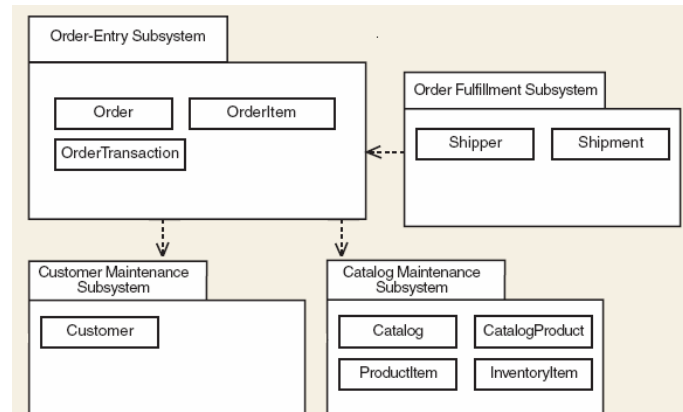 Order-Entry Subsystem
Order
OrderItem
OrderTransaction
Order Fulfillment Subsystem
Shipper
Shipment
Customer Maintenance
Subsystem
Customer
Catalog Maintenance
Subsystem
Catalog
CatalogProduct
ProductItem
InventoryItem